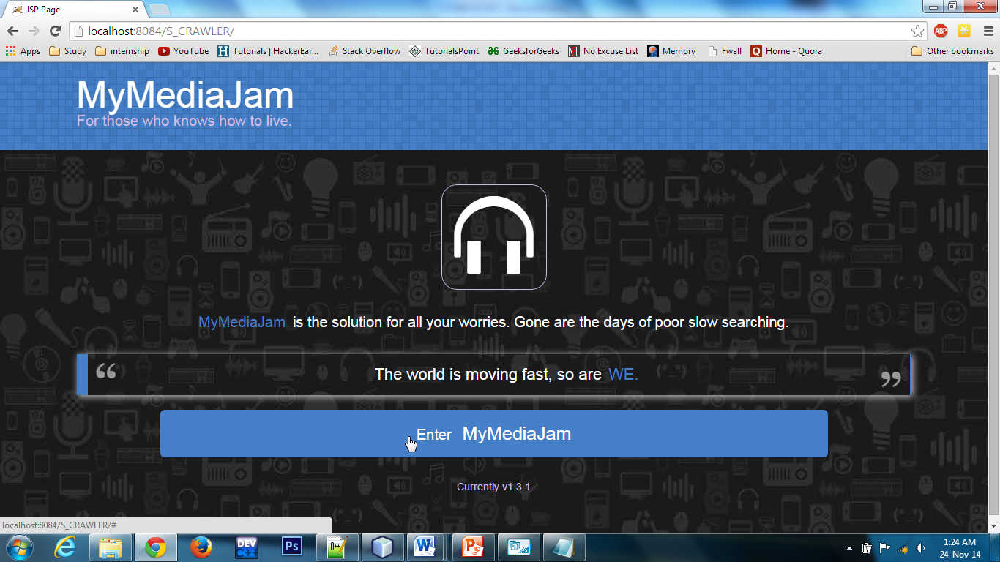 JSP Page
localhost:8084/S_CRAWLER/
ABP
Apps Study internship YouTube Tutorials | HackerEar... Stack Overflow TutorialsPoint GeeksforGeeks No Excuse List Memory Fwall Home - Quora Other bookmarks
MyMediaJam
For those who knows how to live.
MyMediaJam is the solution for all your worries. Gone are the days of poor slow searching.
“ The world is moving fast, so are WE. ”
Enter MyMediaJam
Currently v1.3.1
localhost:8084/S_CRAWLER/#
DEV C++ Ps
1:24 AM
24-Nov-14